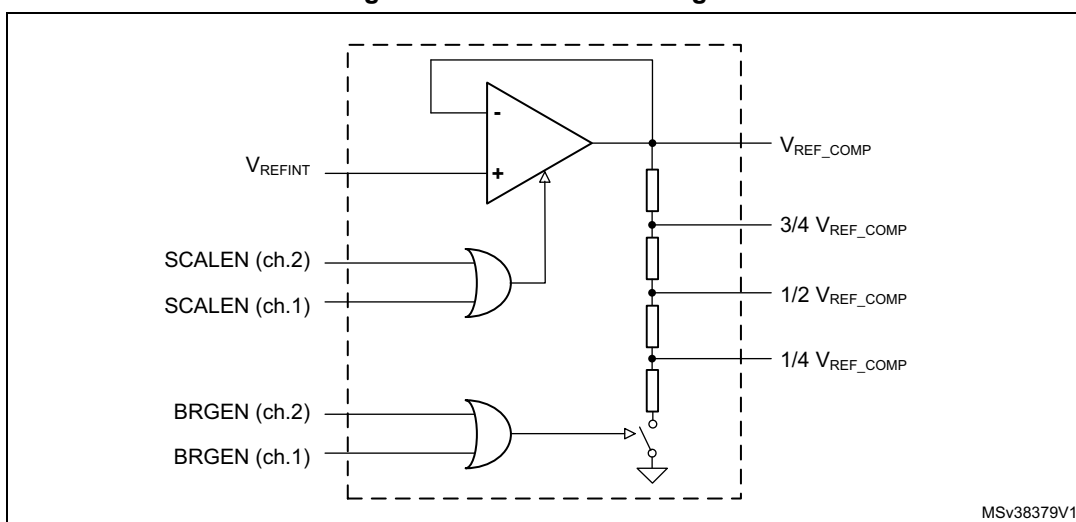 -
+
V_REFINT
V_REF_COMP
3/4 V_REF_COMP
SCALEN (ch.2)
SCALEN (ch.1)
1/2 V_REF_COMP
1/4 V_REF_COMP
BRGEN (ch.2)
BRGEN (ch.1)
MSv38379V1